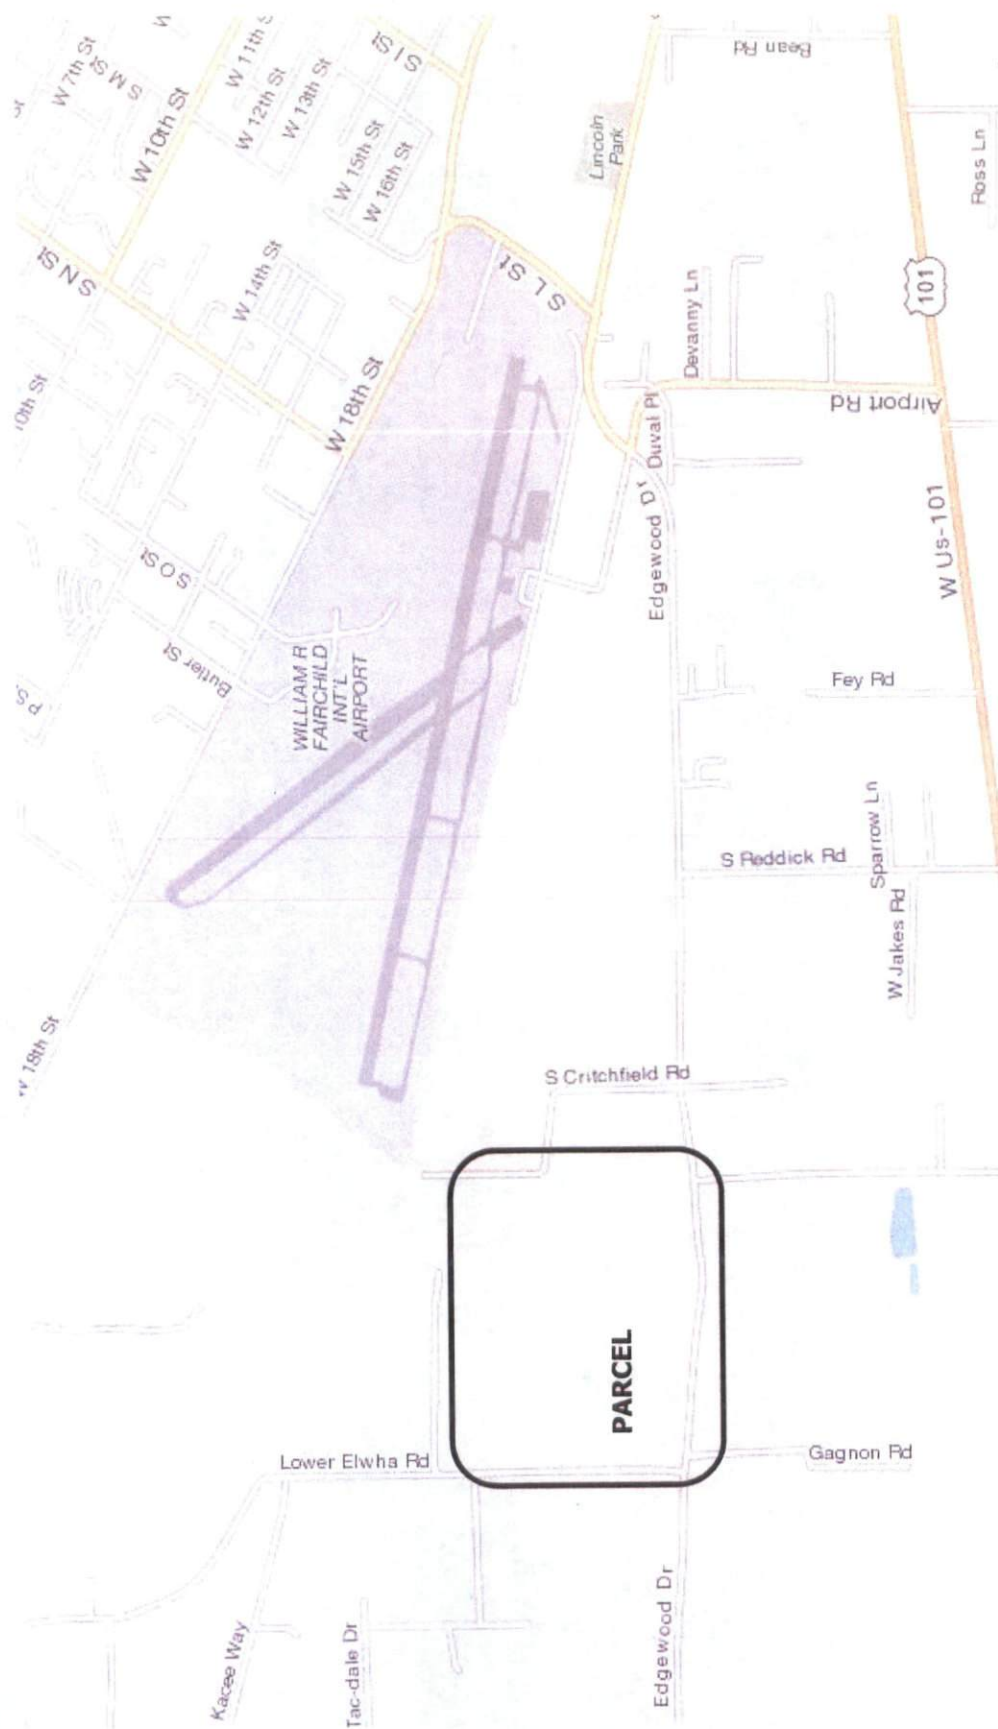 W 7th St
S M St
W 10th St
W 11th S
W 12th St
W 13th St
S I St
W 15th St
W 16th St
S N St
W 14th St
10th St
W 18th St
S L St
Lincoln
Park
Bean Rd
Ross Ln
101
Devanny Ln
Airport Rd
Duval Pl
Edgewood Dr
W Us-101
S O St
Butler St
WILLIAM R
FAIRCHILD
INT'L
AIRPORT
Fey Rd
Sparrow Ln
S Reddick Rd
W Jakes Rd
W 18th St
S Critchfield Rd
PARCEL
Lower Elwha Rd
Gagnon Rd
Kacee Way
Tac-dale Dr
Edgewood Dr